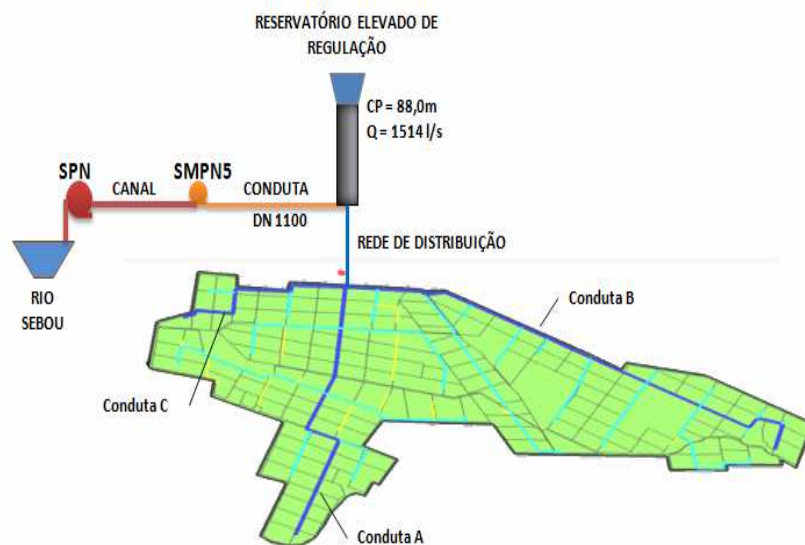 RESERVATÓRIO ELEVADO DE
REGULAÇÃO
CP = 88,0m
Q = 1514 l/s
SPN
CANAL
SMPN5
CONDUTA
DN 1100
REDE DE DISTRIBUIÇÃO
RIO
SEBOU
Conduta B
Conduta C
Conduta A